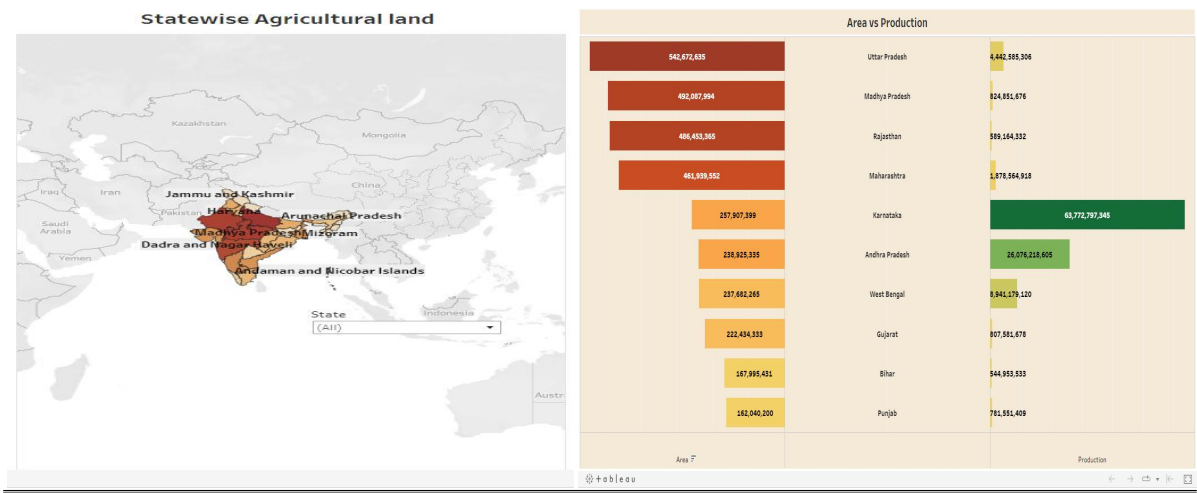 Statewise Agricultural land
Kazakhstan
Mongolia
China
Iraq
Iran
Jammu and Kashmir
Pakistan
Haryana
Arunachal Pradesh
Saudi
Arabia
Madhya Pradesh
Mizoram
Dadra and Nagar Haveli
Yemen
Andaman and Nicobar Islands
State
Indonesia
(All)
Austr
Area vs Production
542,672,635 Uttar Pradesh 4,442,585,306
492,087,994 Madhya Pradesh 824,851,676
486,453,365 Rajasthan 589,164,332
461,939,552 Maharashtra 1,878,564,918
257,907,399 Karnataka 63,772,797,345
238,925,335 Andhra Pradesh 26,076,218,605
237,682,265 West Bengal 8,941,179,120
222,434,333 Gujarat 807,581,678
167,995,431 Bihar 544,953,533
162,040,200 Punjab 781,551,409
Area Production
+ableau